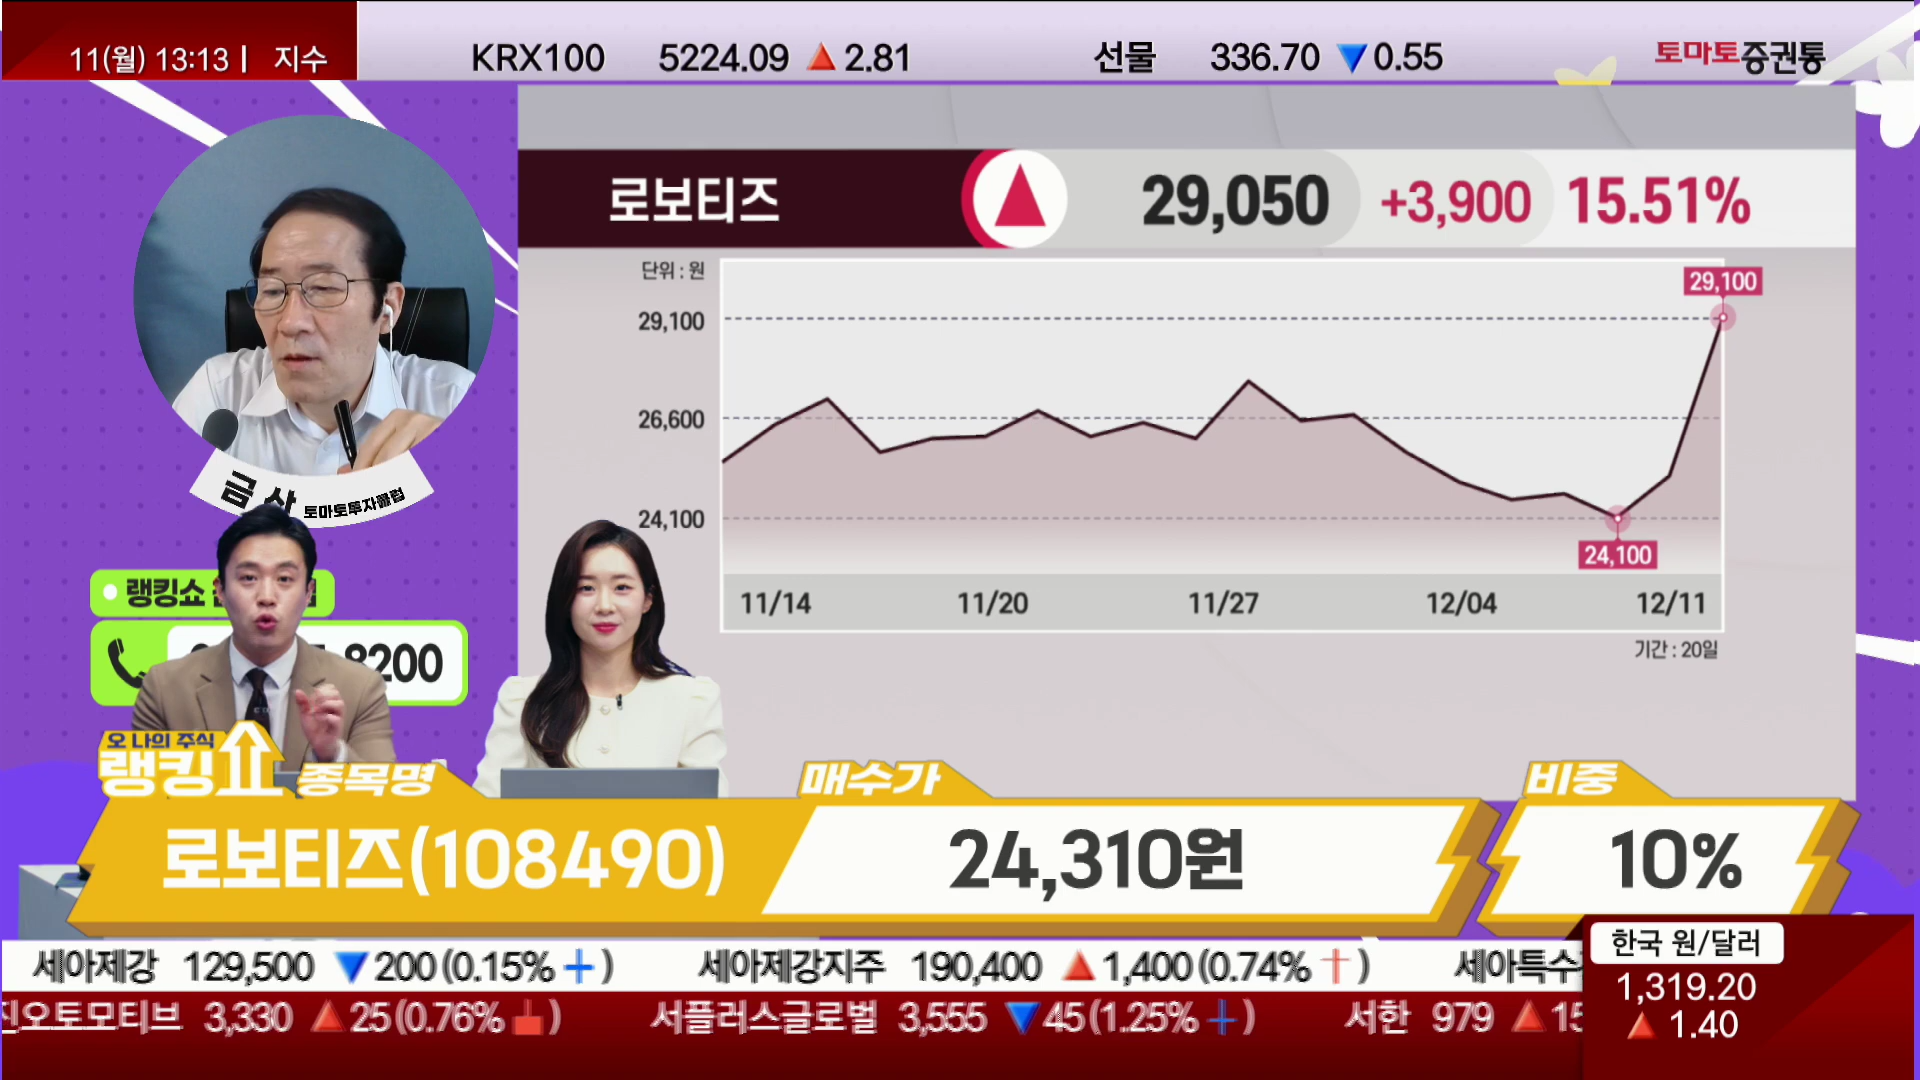 11(월) 13:13 | 지수 KRX100 5224.09 ▲ 2.81 선물 336.70 ▼ 0.55 토마토증권통
로보티즈 ▲ 29,050 +3,900 15.51%
단위 : 원
29,100
29,100
26,600
24,100
24,100
11/14 11/20 11/27 12/04 12/11
기간 : 20일
금산 토마토투자클럽
랭킹쇼
8200
오 나의 주식
랭킹쇼 종목명 매수가 비중
로보티즈(108490) 24,310원 10%
세아제강 129,500 ▼ 200 (0.15% ) 세아제강지주 190,400 ▲ 1,400 (0.74% ) 세아특수
오토모티브 3,330 ▲ 25 (0.76% ) 서플러스글로벌 3,555 ▼ 45 (1.25% ) 서한 979 ▲ 15
한국 원/달러
1,319.20
▲ 1.40